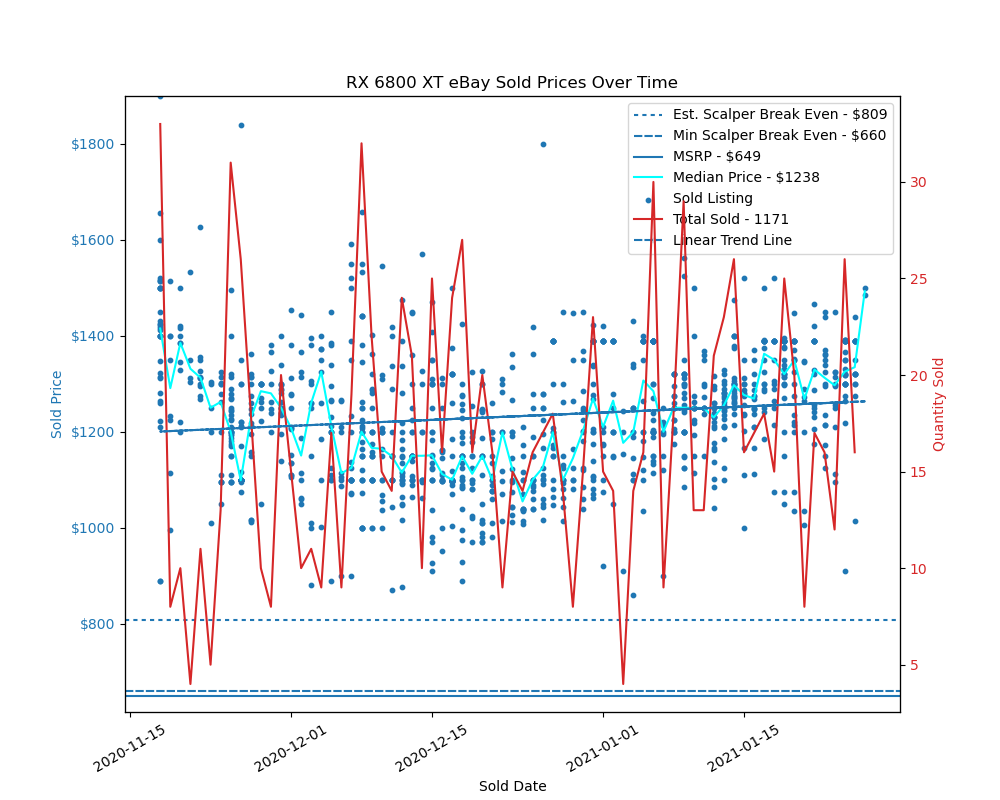 RX 6800 XT eBay Sold Prices Over Time
Est. Scalper Break Even - $809
Min Scalper Break Even - $660
MSRP - $649
Median Price - $1238
Sold Listing
Total Sold - 1171
Linear Trend Line
$1800
$1600
$1400
$1200
$1000
$800
Sold Price
30
25
20
15
10
5
Quantity Sold
2020-11-15
2020-12-01
2020-12-15
2021-01-01
2021-01-15
Sold Date